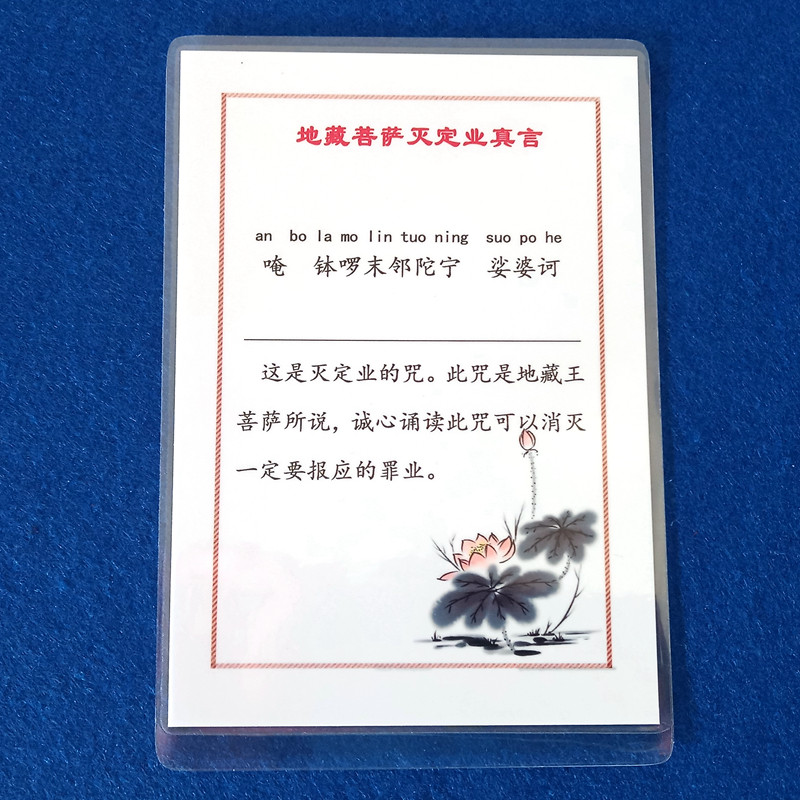 地藏菩萨灭定业真言
an bo la mo lin tuo ning suo po he
唵 钵啰末邻陀宁 娑婆诃
这是灭定业的咒。此咒是地藏王
菩萨所说，诚心诵读此咒可以消灭
一定要报应的罪业。